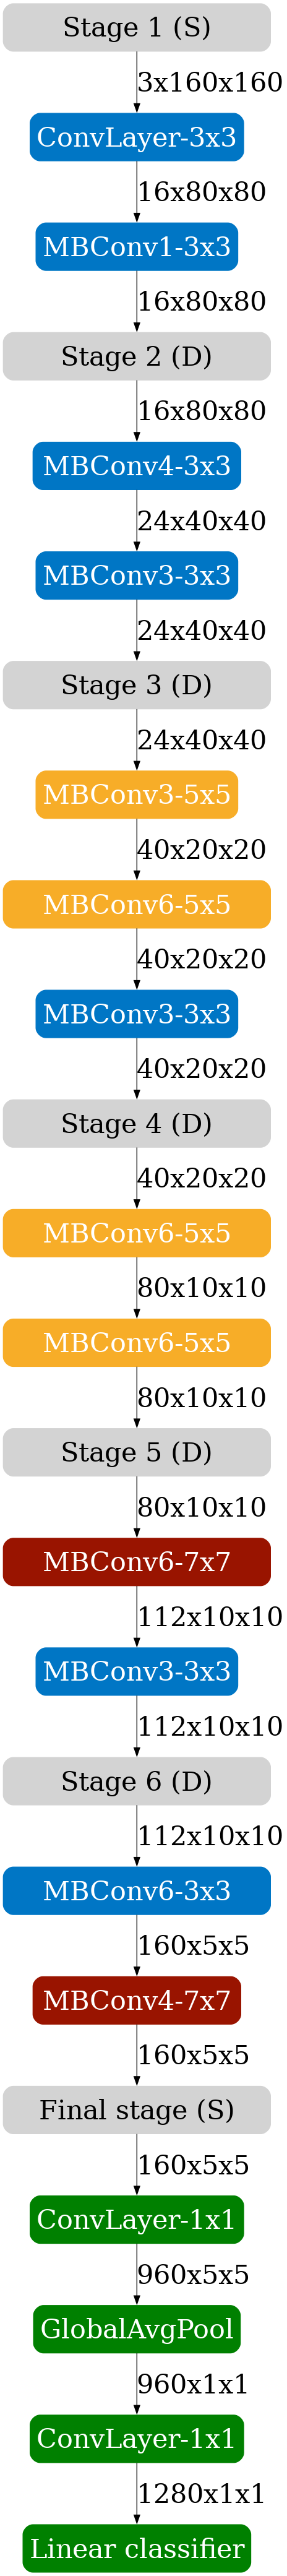 Stage 1 (S)
3x160x160
ConvLayer-3x3
16x80x80
MBConv1-3x3
16x80x80
Stage 2 (D)
16x80x80
MBConv4-3x3
24x40x40
MBConv3-3x3
24x40x40
Stage 3 (D)
24x40x40
MBConv3-5x5
40x20x20
MBConv6-5x5
40x20x20
MBConv3-3x3
40x20x20
Stage 4 (D)
40x20x20
MBConv6-5x5
80x10x10
MBConv6-5x5
80x10x10
Stage 5 (D)
80x10x10
MBConv6-7x7
112x10x10
MBConv3-3x3
112x10x10
Stage 6 (D)
112x10x10
MBConv6-3x3
160x5x5
MBConv4-7x7
160x5x5
Final stage (S)
160x5x5
ConvLayer-1x1
960x5x5
GlobalAvgPool
960x1x1
ConvLayer-1x1
1280x1x1
Linear classifier